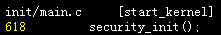 init/main.c     [start_kernel]
618         security_init();